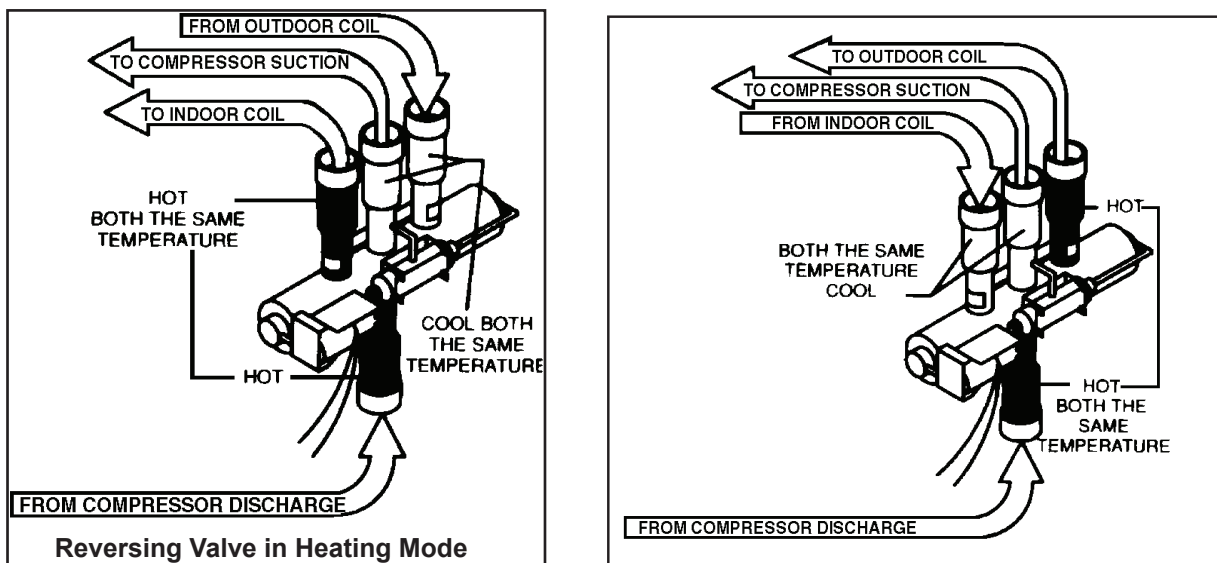 FROM OUTDOOR COIL
TO COMPRESSOR SUCTION
TO INDOOR COIL
HOT
BOTH THE SAME
TEMPERATURE
COOL BOTH
THE SAME
TEMPERATURE
HOT
FROM COMPRESSOR DISCHARGE
Reversing Valve in Heating Mode
TO OUTDOOR COIL
TO COMPRESSOR SUCTION
FROM INDOOR COIL
HOT
BOTH THE SAME
TEMPERATURE
COOL
HOT
BOTH THE
SAME
TEMPERATURE
FROM COMPRESSOR DISCHARGE